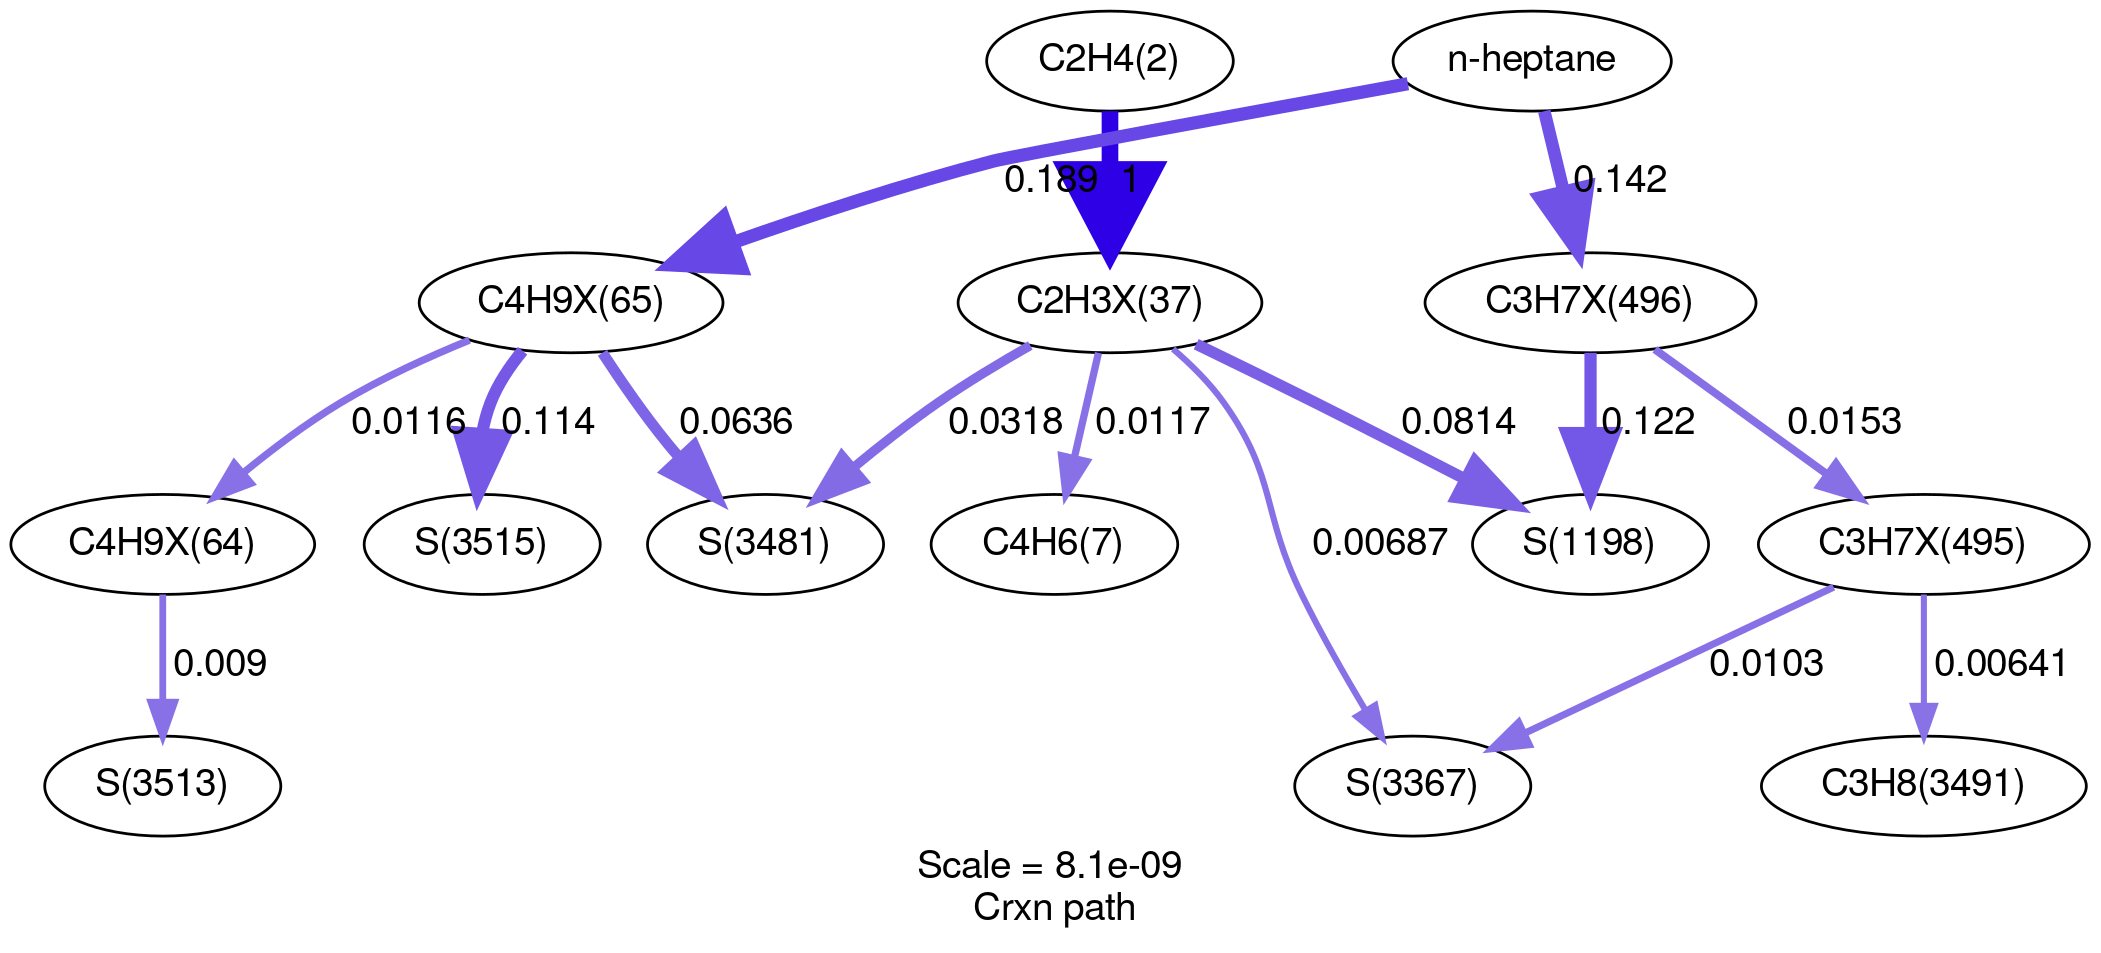 C2H4(2)
n-heptane
0.189
1
0.142
C4H9X(65)
C2H3X(37)
C3H7X(496)
0.0116
0.114
0.0636
0.0318
0.0117
0.0814
0.122
0.0153
C4H9X(64)
S(3515)
S(3481)
C4H6(7)
0.00687
S(1198)
C3H7X(495)
0.009
0.0103
0.00641
S(3513)
S(3367)
C3H8(3491)
Scale = 8.1e-09
Crxn path